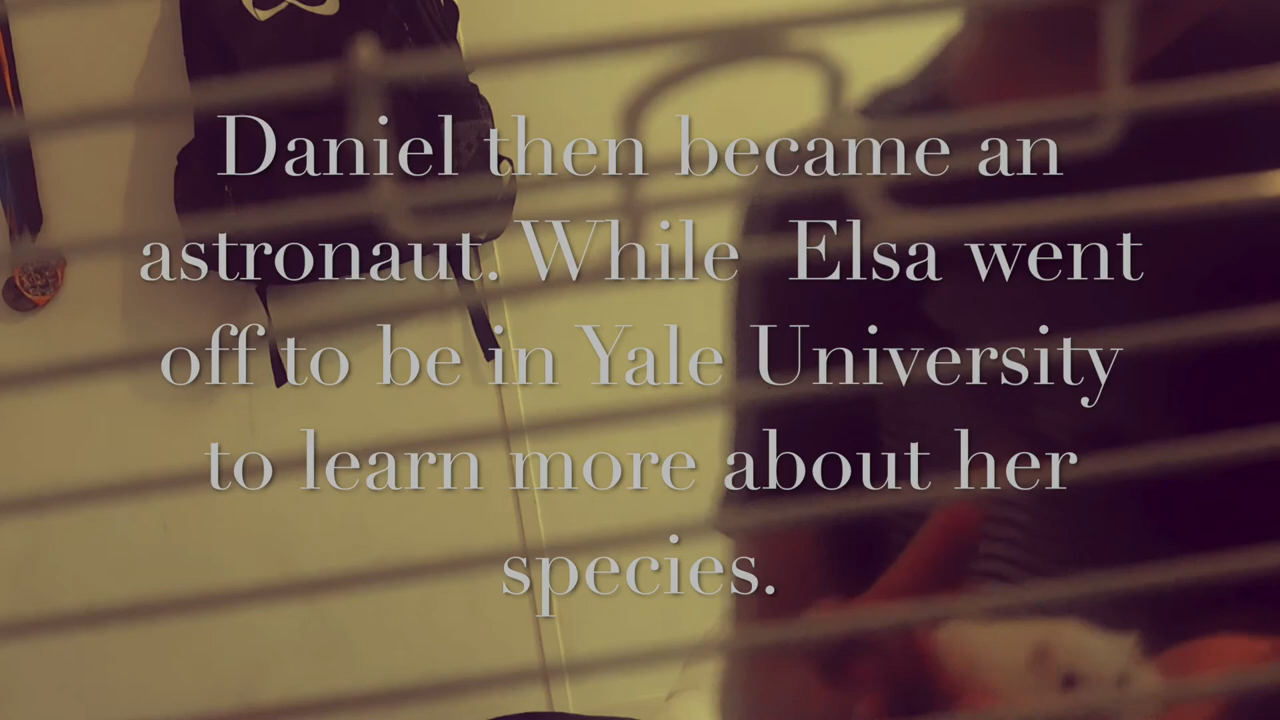 Daniel then became an
astronaut. While  Elsa went
off to be in Yale University
to learn more about her
species.